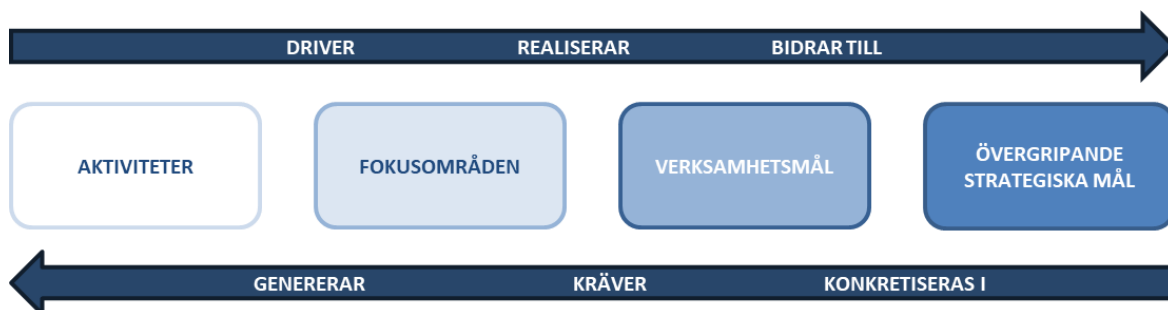 DRIVER REALISERAR BIDRAR TILL
AKTIVITETER
FOKUSOMRÅDEN
VERKSAMHETSMÅL
ÖVERGRIPANDE
STRATEGISKA MÅL
GENERERAR KRÄVER KONKRETISERAS I